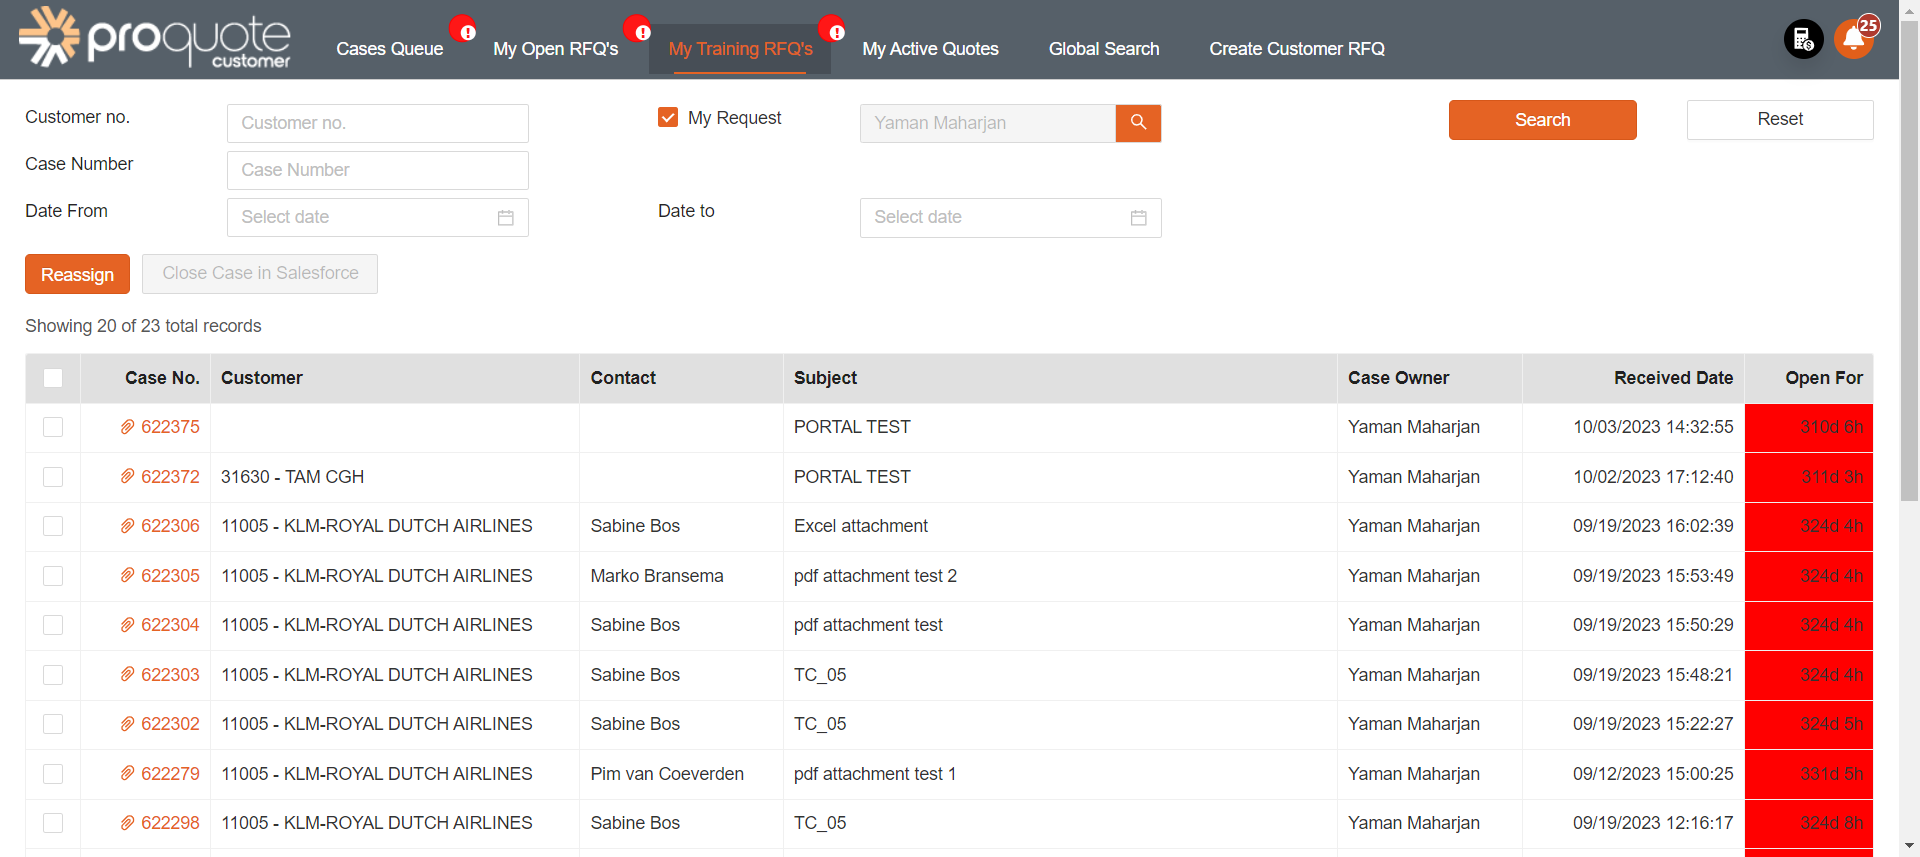 proquote customer
Cases Queue ! My Open RFQ's ! My Training RFQ's ! My Active Quotes Global Search Create Customer RFQ 25
Customer no. Customer no. My Request Yaman Maharjan Search Reset
Case Number Case Number
Date From Select date Date to Select date
Reassign Close Case in Salesforce
Showing 20 of 23 total records
Case No. Customer Contact Subject Case Owner Received Date Open For
622375 PORTAL TEST Yaman Maharjan 10/03/2023 14:32:55 310d 6h
622372 31630 - TAM CGH PORTAL TEST Yaman Maharjan 10/02/2023 17:12:40 311d 3h
622306 11005 - KLM-ROYAL DUTCH AIRLINES Sabine Bos Excel attachment Yaman Maharjan 09/19/2023 16:02:39 324d 4h
622305 11005 - KLM-ROYAL DUTCH AIRLINES Marko Bransema pdf attachment test 2 Yaman Maharjan 09/19/2023 15:53:49 324d 4h
622304 11005 - KLM-ROYAL DUTCH AIRLINES Sabine Bos pdf attachment test Yaman Maharjan 09/19/2023 15:50:29 324d 4h
622303 11005 - KLM-ROYAL DUTCH AIRLINES Sabine Bos TC_05 Yaman Maharjan 09/19/2023 15:48:21 324d 4h
622302 11005 - KLM-ROYAL DUTCH AIRLINES Sabine Bos TC_05 Yaman Maharjan 09/19/2023 15:22:27 324d 5h
622279 11005 - KLM-ROYAL DUTCH AIRLINES Pim van Coeverden pdf attachment test 1 Yaman Maharjan 09/12/2023 15:00:25 331d 5h
622298 11005 - KLM-ROYAL DUTCH AIRLINES Sabine Bos TC_05 Yaman Maharjan 09/19/2023 12:16:17 324d 8h